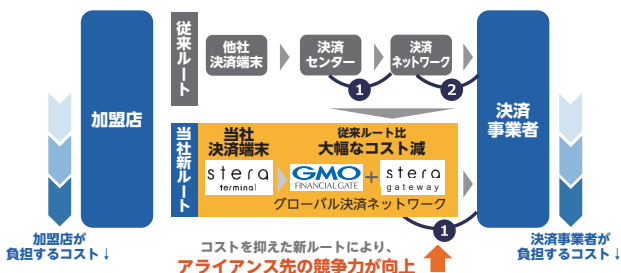 従来ルート
他社
決済端末
決済
センター
決済
ネットワーク
1
2
加盟店
決済
事業者
当社新ルート
当社
決済端末
従来ルート比
大幅なコスト減
stera
terminal
GMO
FINANCIAL GATE
+
stera
gateway
グローバル決済ネットワーク
1
加盟店が
負担するコスト↓
コストを抑えた新ルートにより、
アライアンス先の競争力が向上
決済事業者が
負担するコスト↓